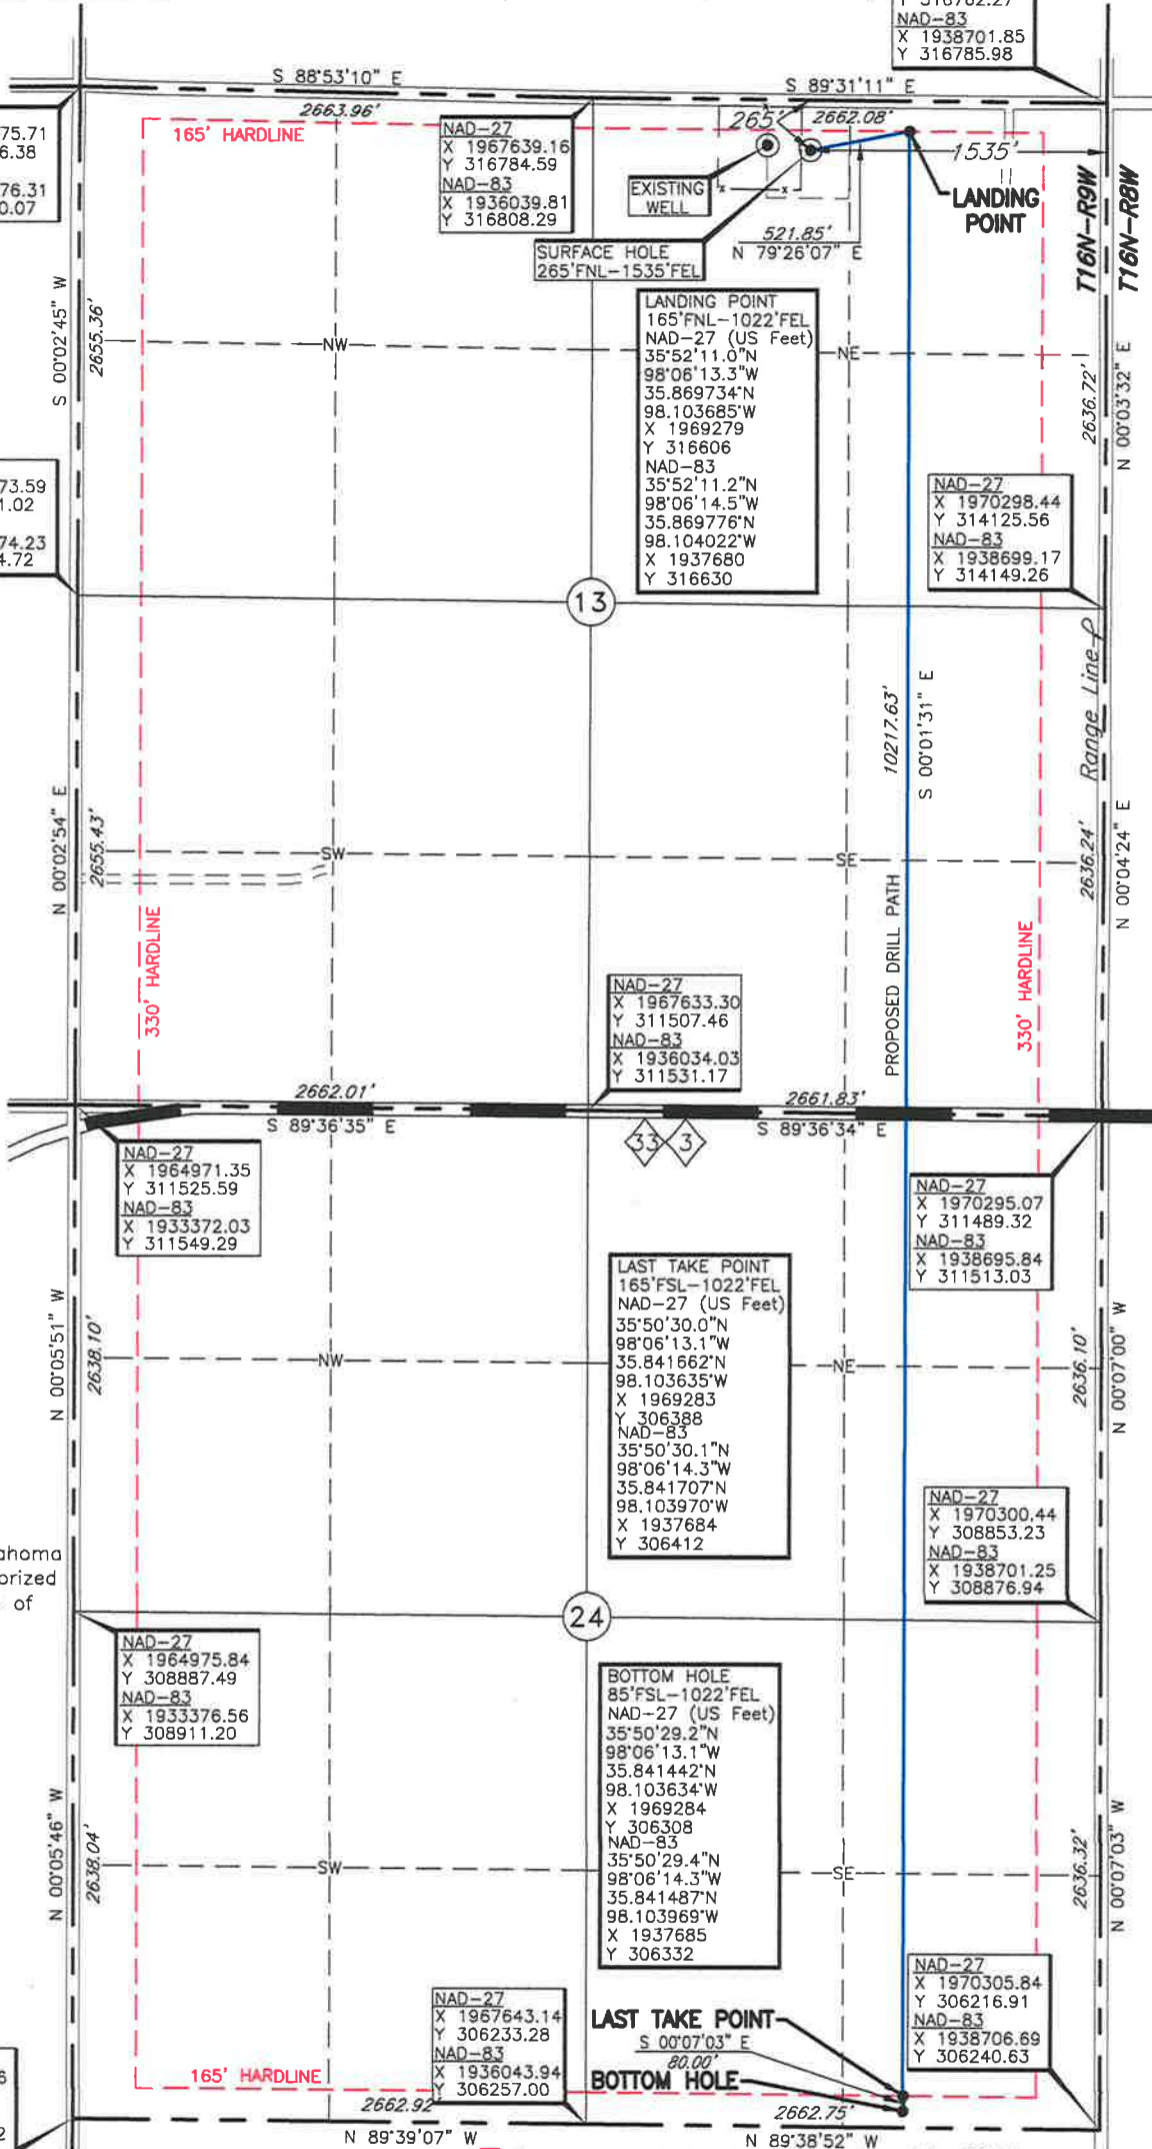 Y 316782.27
NAD-83
X 1938701.85
Y 316785.98
S 88°53'10" E
S 89°31'11" E
2663.96'
265'
2662.08'
165' HARDLINE
75.71
6.38
76.31
0.07
NAD-27
X 1967639.16
Y 316784.59
NAD-83
X 1936039.81
Y 316808.29
1535'
EXISTING
WELL
LANDING
POINT
T16N-R9W
T16N-R8W
521.85'
N 79°26'07" E
SURFACE HOLE
265'FNL-1535'FEL
S 00°02'45" W
2655.36'
NW
NE
LANDING POINT
165'FNL-1022'FEL
NAD-27 (US Feet)
35°52'11.0"N
98°06'13.3"W
35.869734°N
98.103685°W
X 1969279
Y 316606
NAD-83
35°52'11.2"N
98°06'14.5"W
35.869776°N
98.104022°W
X 1937680
Y 316630
2636.72'
N 00°03'32" E
73.59
1.02
74.23
4.72
NAD-27
X 1970298.44
Y 314125.56
NAD-83
X 1938699.17
Y 314149.26
13
Range Line
10217.63'
S 00°01'31" E
N 00°02'54" E
2655.43'
SW
SE
2636.24'
N 00°04'24" E
PROPOSED DRILL PATH
330' HARDLINE
330' HARDLINE
NAD-27
X 1967633.30
Y 311507.46
NAD-83
X 1936034.03
Y 311531.17
2662.01'
2661.83'
S 89°36'35" E
S 89°36'34" E
33
3
NAD-27
X 1964971.35
Y 311525.59
NAD-83
X 1933372.03
Y 311549.29
NAD-27
X 1970295.07
Y 311489.32
NAD-83
X 1938695.84
Y 311513.03
N 00°05'51" W
2638.10'
NW
NE
LAST TAKE POINT
165'FSL-1022'FEL
NAD-27 (US Feet)
35°50'30.0"N
98°06'13.1"W
35.841662°N
98.103635°W
X 1969283
Y 306388
NAD-83
35°50'30.1"N
98°06'14.3"W
35.841707°N
98.103970°W
X 1937684
Y 306412
2636.10'
N 00°07'00" W
NAD-27
X 1970300.44
Y 308853.23
NAD-83
X 1938701.25
Y 308876.94
ahoma
orized
of
24
NAD-27
X 1964975.84
Y 308887.49
NAD-83
X 1933376.56
Y 308911.20
BOTTOM HOLE
85'FSL-1022'FEL
NAD-27 (US Feet)
35°50'29.2"N
98°06'13.1"W
35.841442°N
98.103634°W
X 1969284
Y 306308
NAD-83
35°50'29.4"N
98°06'14.3"W
35.841487°N
98.103969°W
X 1937685
Y 306332
N 00°05'46" W
2638.04'
SW
SE
2636.32'
N 00°07'03" W
NAD-27
X 1970305.84
Y 306216.91
NAD-83
X 1938706.69
Y 306240.63
NAD-27
X 1967643.14
Y 306233.28
NAD-83
X 1936043.94
Y 306257.00
LAST TAKE POINT
S 00°07'03" E
80.00'
BOTTOM HOLE
6
2
165' HARDLINE
2662.92'
2662.75'
N 89°39'07" W
N 89°38'52" W